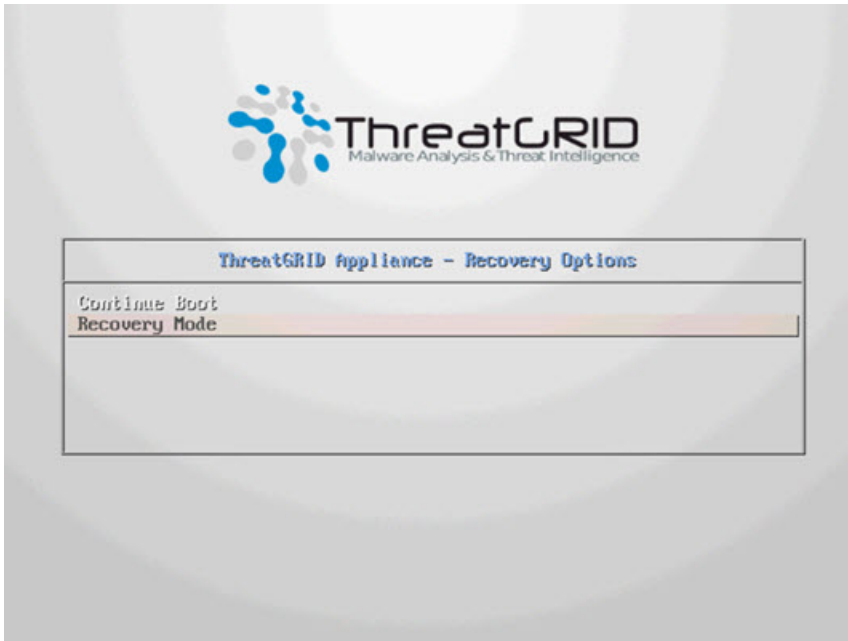 ThreatGRID
Malware Analysis & Threat Intelligence
ThreatGRID Appliance - Recovery Options
Continue Boot
Recovery Mode